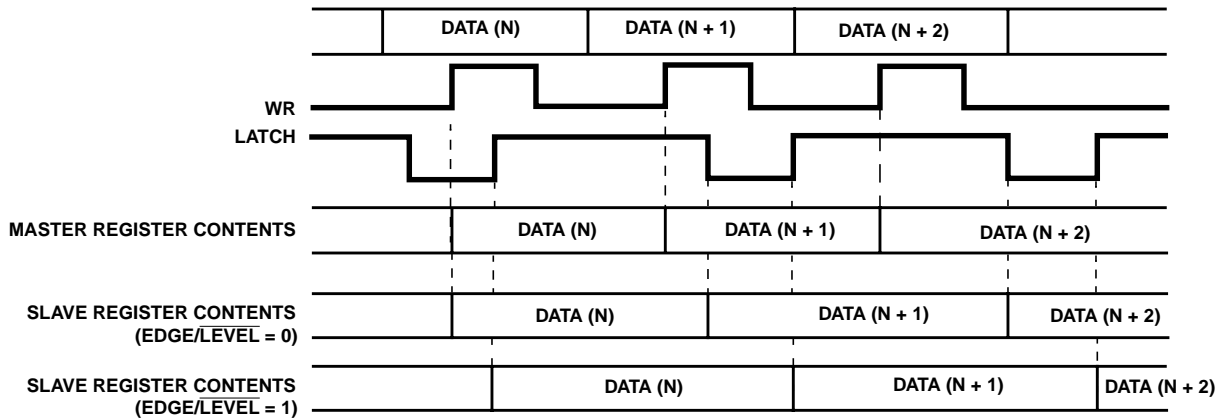 DATA (N) DATA (N + 1) DATA (N + 2)
WR
LATCH
MASTER REGISTER CONTENTS DATA (N) DATA (N + 1) DATA (N + 2)
SLAVE REGISTER CONTENTS DATA (N) DATA (N + 1) DATA (N + 2)
(EDGE/LEVEL = 0)
SLAVE REGISTER CONTENTS DATA (N) DATA (N + 1) DATA (N + 2)
(EDGE/LEVEL = 1)